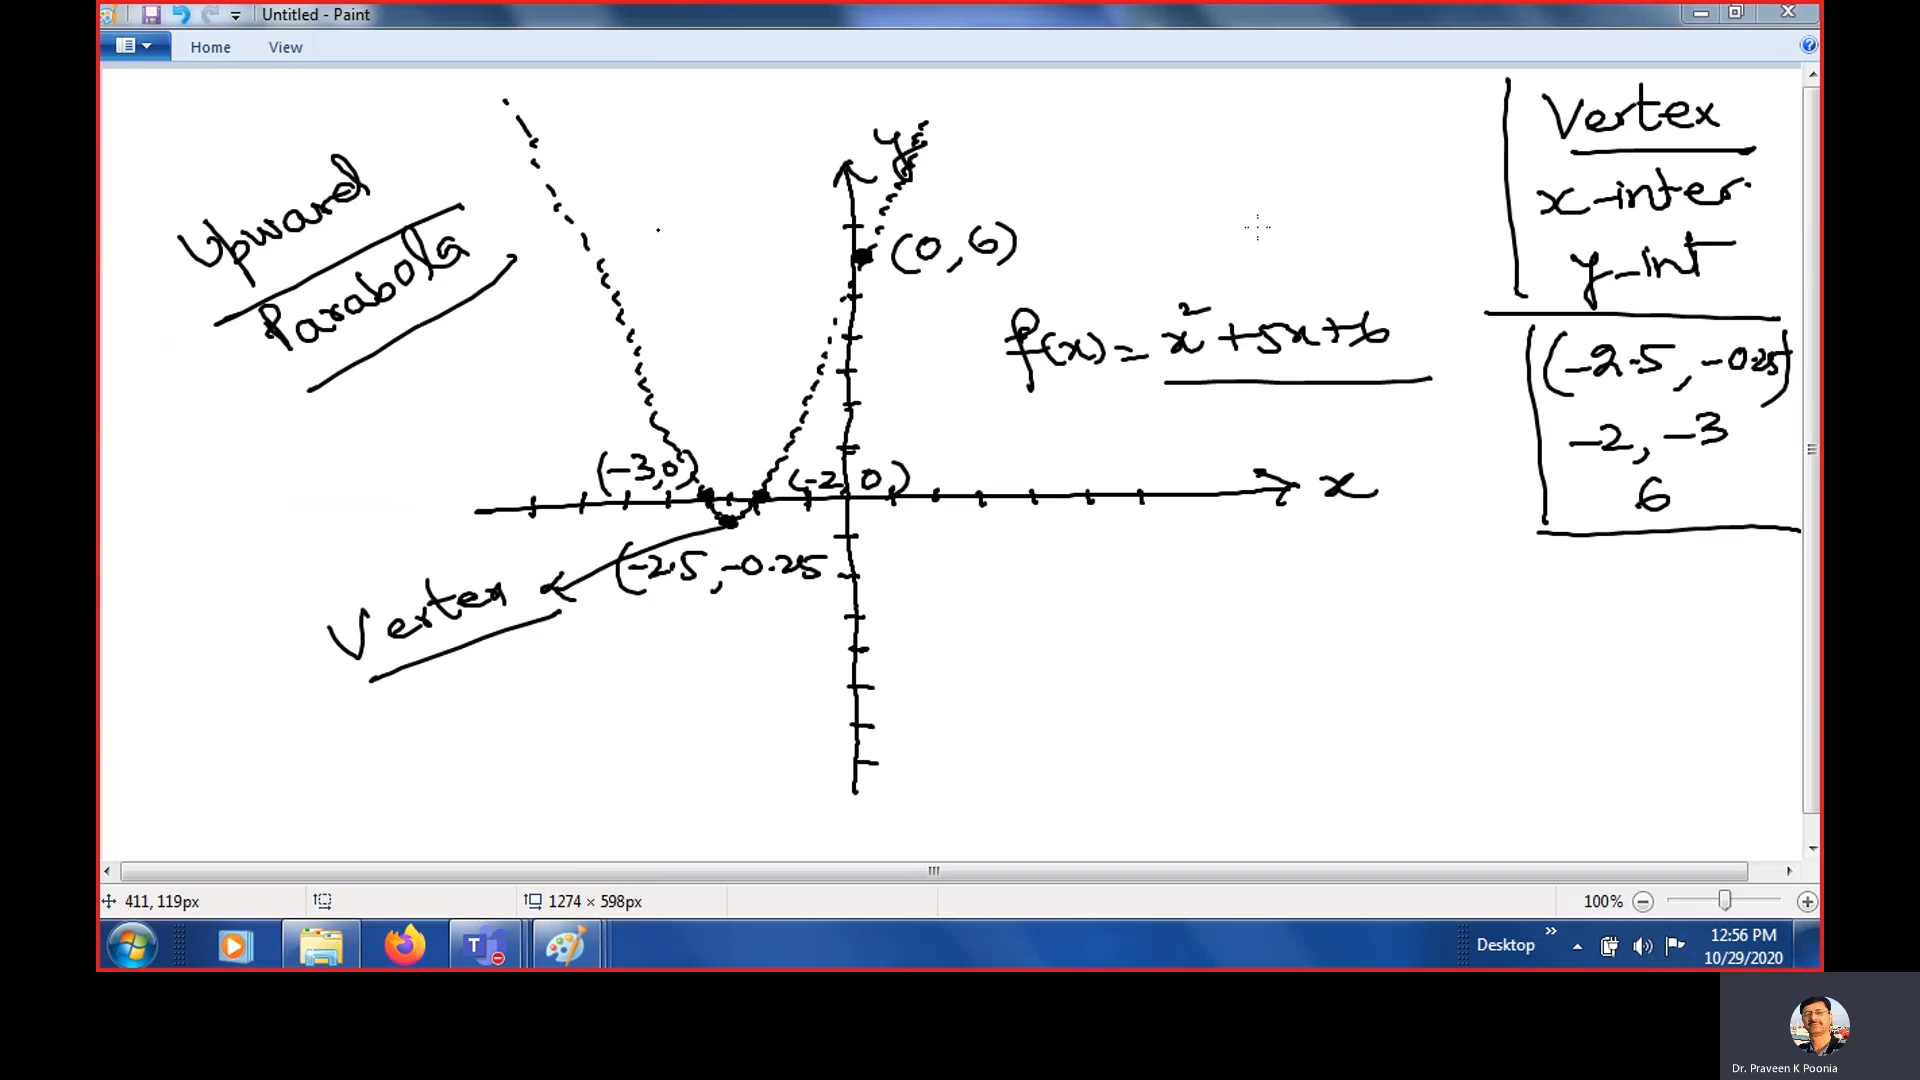 Untitled - Paint
Home View
Upward
Parabola
y
(0, 6)
f(x) = x² + 5x + 6
(-3, 0)
(-2, 0)
x
(-2.5, -0.25
Vertex
Vertex
x-inter.
y-int
(-2.5, -0.25)
-2, -3
6
411, 119px
1274 × 598px
100%
T
Desktop
12:56 PM
10/29/2020
Dr. Praveen K Poonia